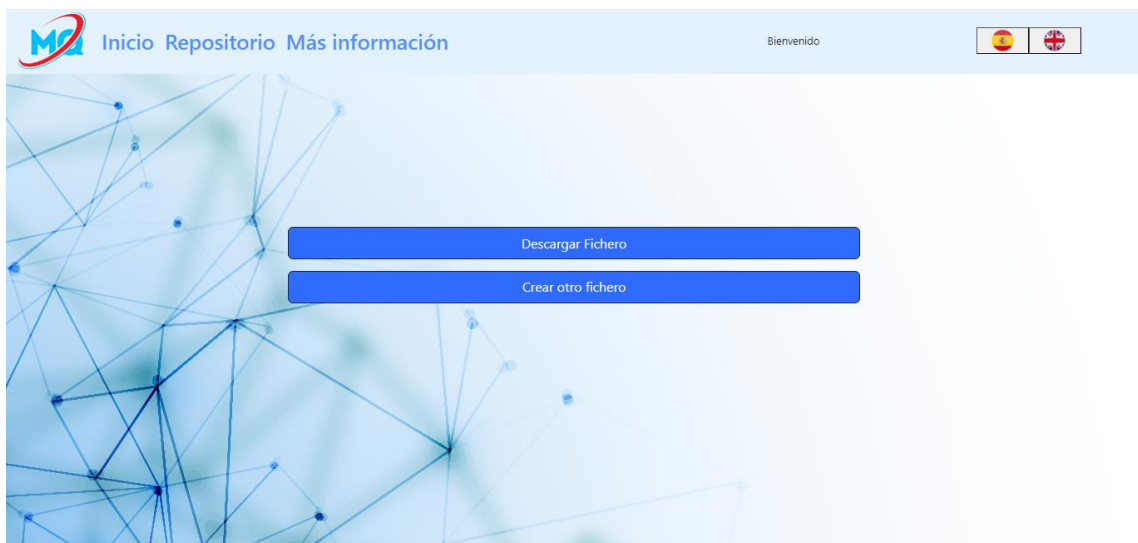 MQ Inicio Repositorio Más información Bienvenido
Descargar Fichero
Crear otro fichero